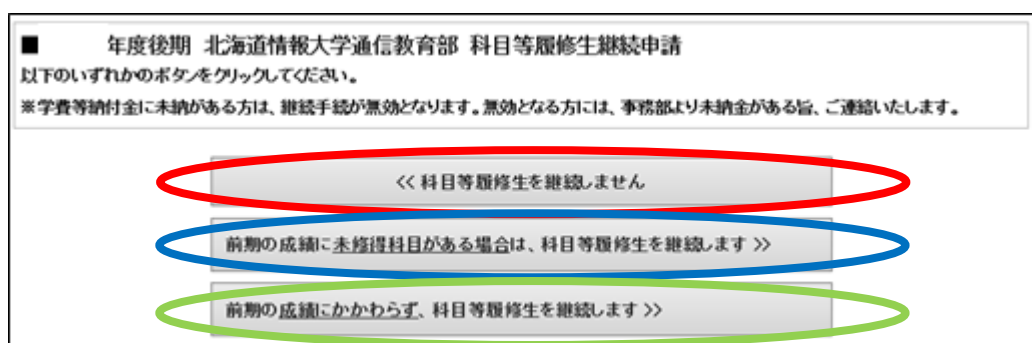 ■ 年度後期 北海道情報大学通信教育部 科目等履修生継続申請
以下のいずれかのボタンをクリックしてください。
※学費等納付金に未納がある方は、継続手続が無効となります。無効となる方には、事務部より未納金がある旨、ご連絡いたします。
<< 科目等履修生を継続しません
前期の成績に未修得科目がある場合は、科目等履修生を継続します >>
前期の成績にかかわらず、科目等履修生を継続します >>